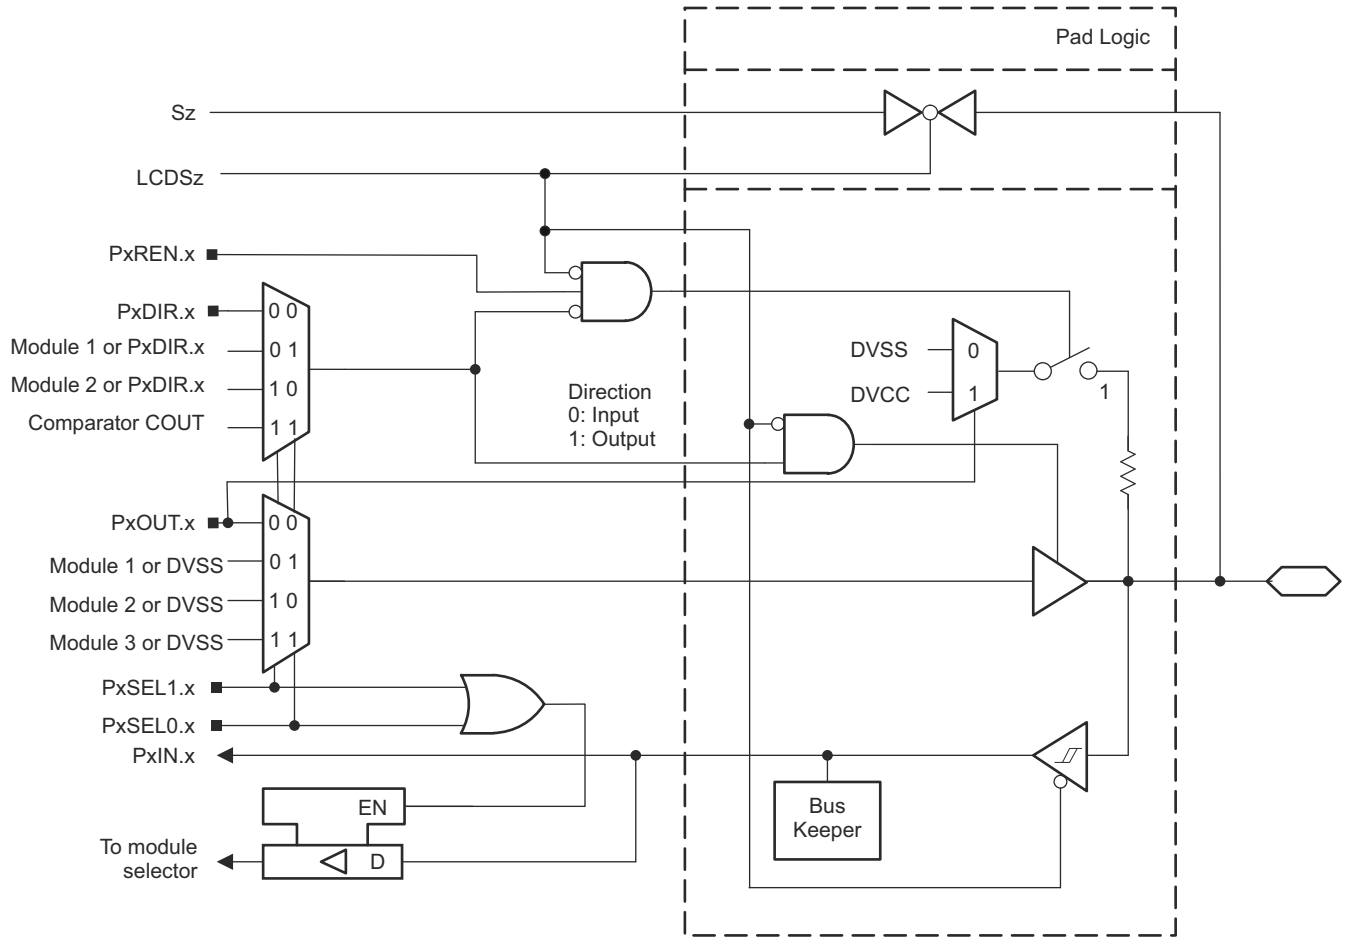 Pad Logic
Sz
LCDSz
PxREN.x
PxDIR.x
0 0
Module 1 or PxDIR.x
0 1
Module 2 or PxDIR.x
1 0
Comparator COUT
1 1
Direction
0: Input
1: Output
DVSS
0
DVCC
1
1
PxOUT.x
0 0
Module 1 or DVSS
0 1
Module 2 or DVSS
1 0
Module 3 or DVSS
1 1
PxSEL1.x
PxSEL0.x
PxIN.x
EN
Bus
Keeper
To module
selector
D